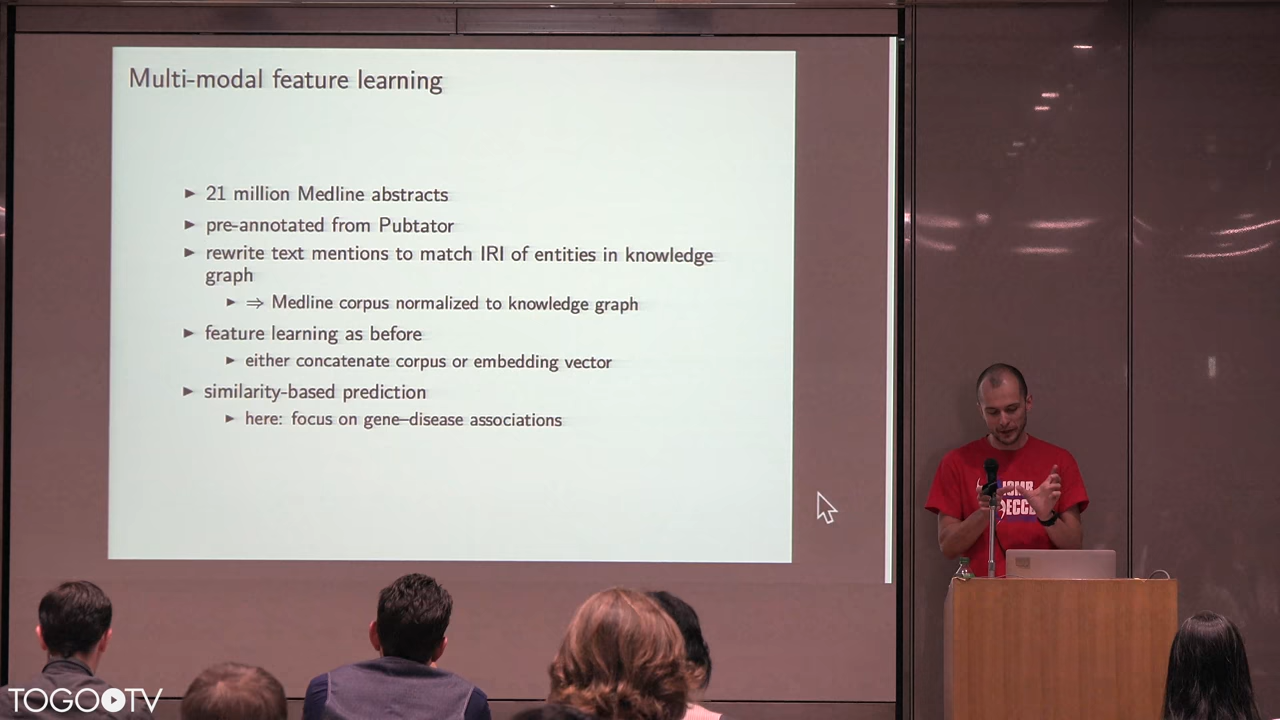 Multi-modal feature learning
▶ 21 million Medline abstracts
▶ pre-annotated from Pubtator
▶ rewrite text mentions to match IRI of entities in knowledge
graph
▶ ⇒ Medline corpus normalized to knowledge graph
▶ feature learning as before
▶ either concatenate corpus or embedding vector
▶ similarity-based prediction
▶ here: focus on gene–disease associations
TOGOTV